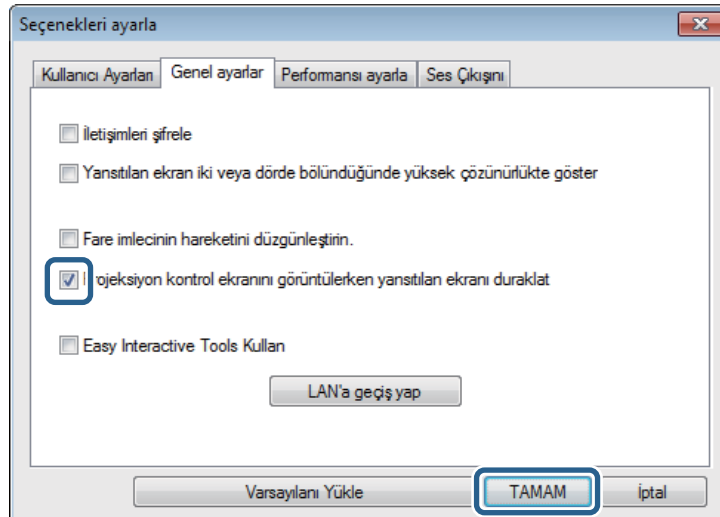 Seçenekleri ayarla
Kullanıcı Ayarları Genel ayarlar Performansı ayarla Ses Çıkışını
İletişimleri şifrele
Yansıtılan ekran iki veya dörde bölündüğünde yüksek çözünürlükte göster
Fare imlecinin hareketini düzgünleştirin.
Projeksiyon kontrol ekranını görüntülerken yansıtılan ekranı duraklat
Easy Interactive Tools Kullan
LAN'a geçiş yap
Varsayılanı Yükle TAMAM İptal